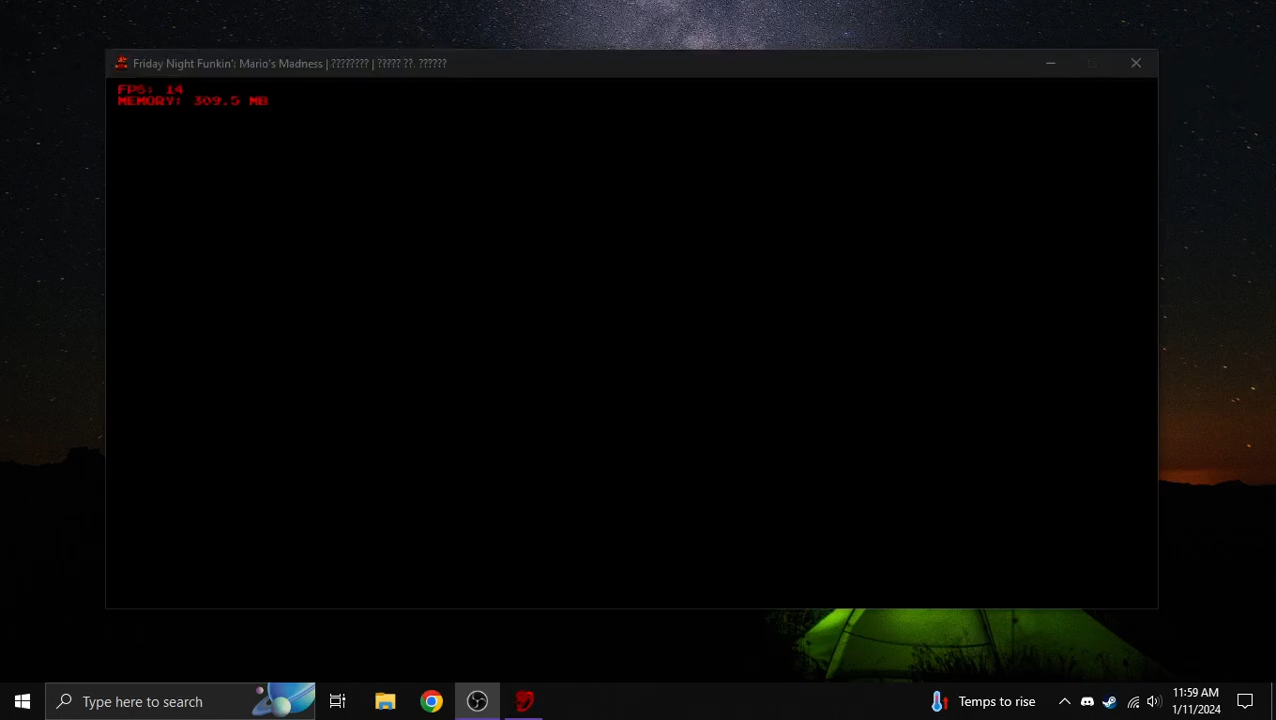 Friday Night Funkin': Mario's Madness | ???????? | ????? ??. ??????
FPS: 14
MEMORY: 309.5 MB
Type here to search
Temps to rise
11:59 AM
1/11/2024